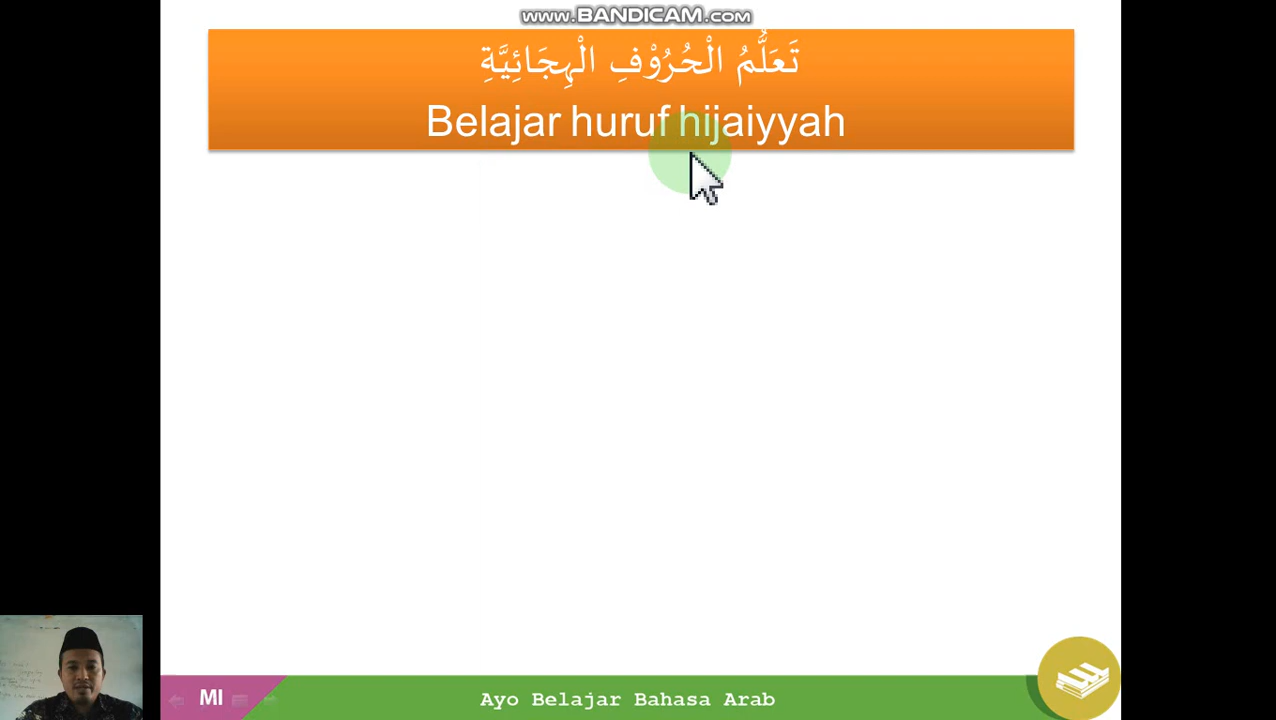 www.BANDICAM.com
تَعَلُّمُ الْحُرُوْفِ الْهِجَائِيَّةِ
Belajar huruf hijaiyyah
MI
Ayo Belajar Bahasa Arab